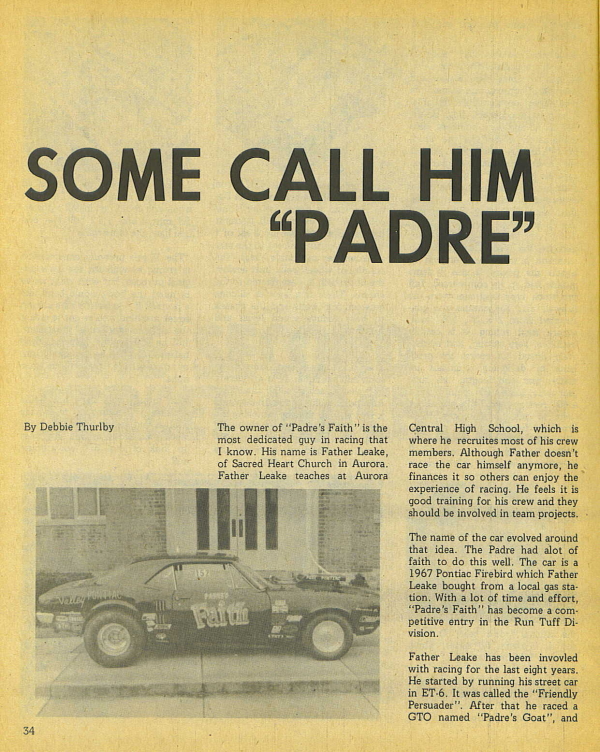 SOME CALL HIM
“PADRE”
By Debbie Thurlby
The owner of “Padre’s Faith” is the
most dedicated guy in racing that
I know. His name is Father Leake,
of Sacred Heart Church in Aurora.
Father Leake teaches at Aurora
Central High School, which is
where he recruites most of his crew
members. Although Father doesn’t
race the car himself anymore, he
finances it so others can enjoy the
experience of racing. He feels it is
good training for his crew and they
should be involved in team projects.
The name of the car evolved around
that idea. The Padre had alot of
faith to do this well. The car is a
1967 Pontiac Firebird which Father
Leake bought from a local gas sta-
tion. With a lot of time and effort,
“Padre’s Faith” has become a com-
petitive entry in the Run Tuff Di-
vision.
Father Leake has been invovled
with racing for the last eight years.
He started by running his street car
in ET-6. It was called the “Friendly
Persuader”. After that he raced a
GTO named “Padre’s Goat”, and
Faith
34